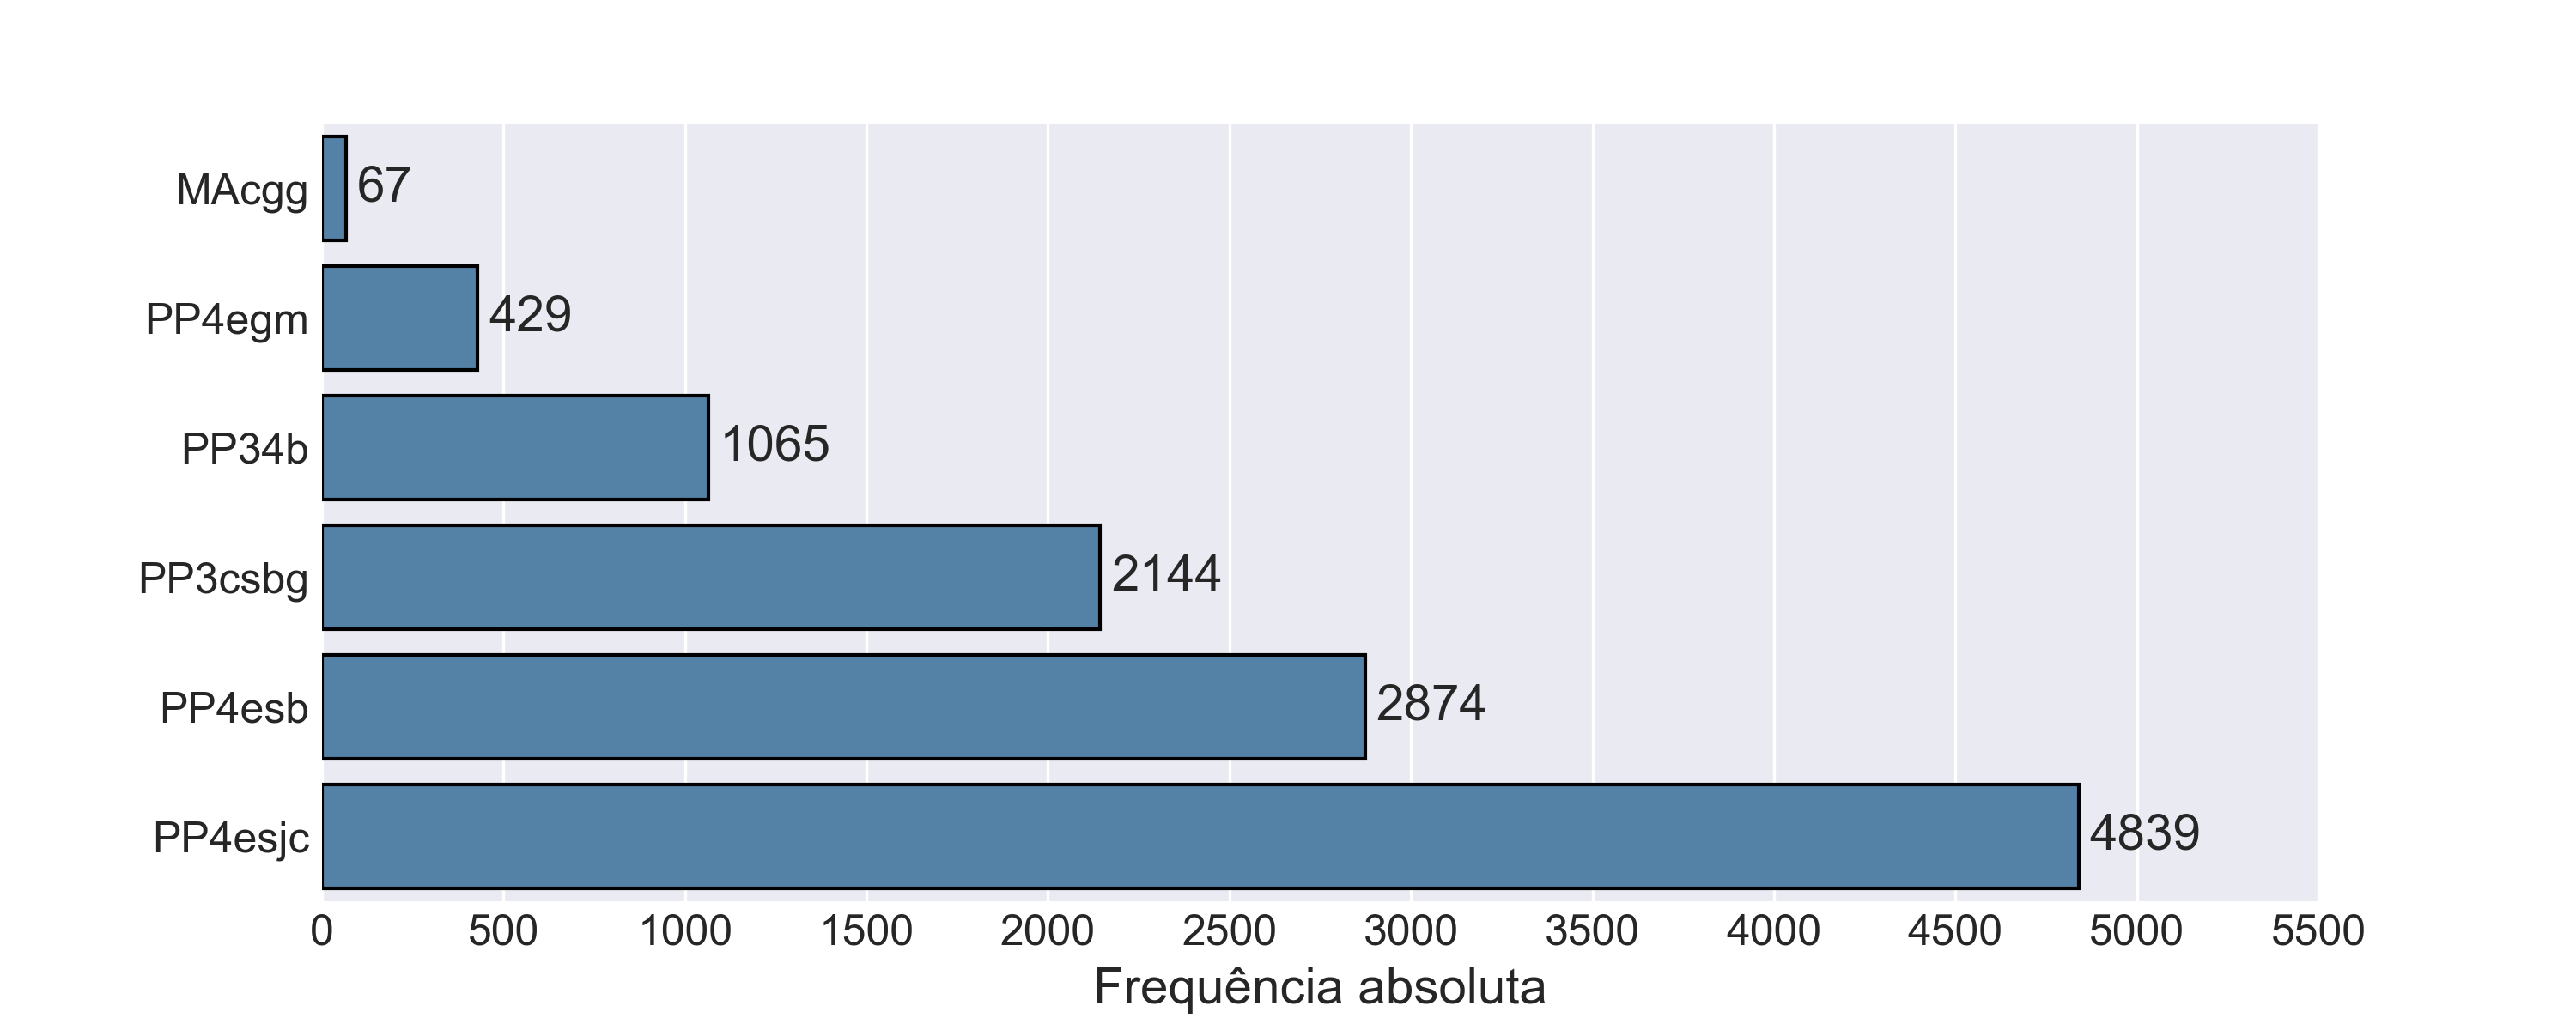 MAcgg 67
PP4egm 429
PP34b 1065
PP3csbg 2144
PP4esb 2874
PP4esjc 4839
0 500 1000 1500 2000 2500 3000 3500 4000 4500 5000 5500
Frequência absoluta